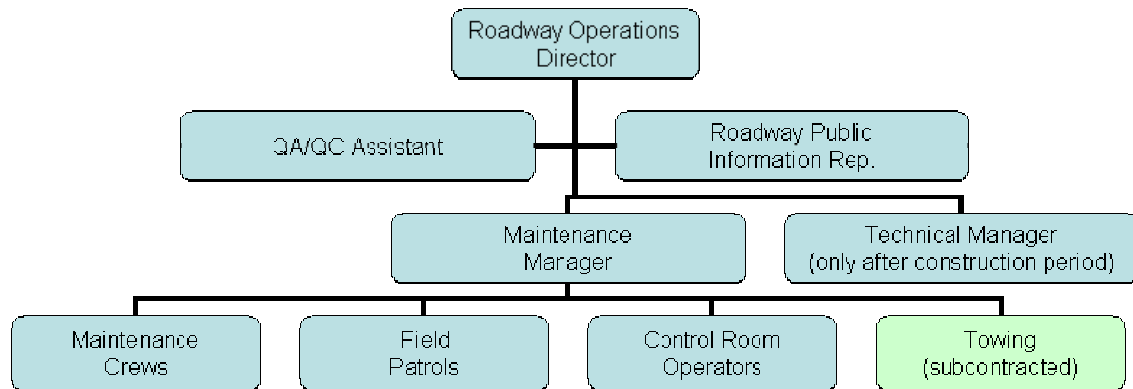 Roadway Operations
Director
QA/QC Assistant
Roadway Public
Information Rep.
Maintenance
Manager
Technical Manager
(only after construction period)
Maintenance
Crews
Field
Patrols
Control Room
Operators
Towing
(subcontracted)